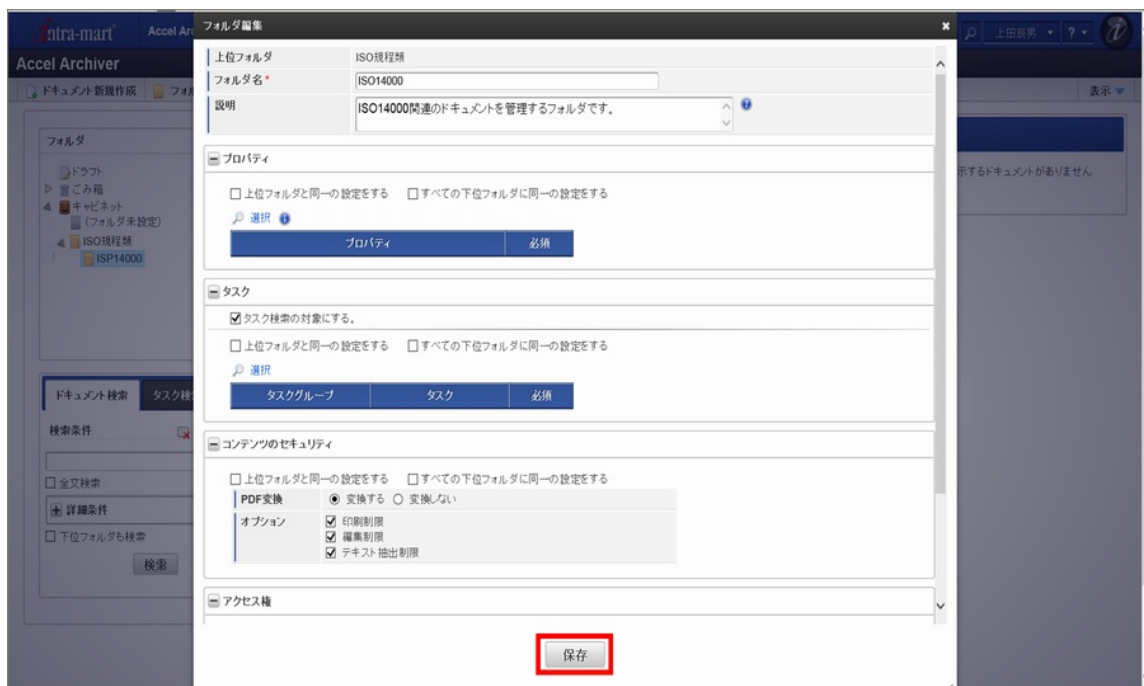 intra-mart
Accel Ar
上田辰男
?
Accel Archiver
ドキュメント新規作成
フォル
表示
フォルダ
ドラフト
ごみ箱
キャビネット
(フォルダ未設定)
ISO規程類
ISP14000
示するドキュメントがありません
ドキュメント検索
タスク検
検索条件
全文検索
詳細条件
下位フォルダも検索
検索
フォルダ編集
上位フォルダ ISO規程類
フォルダ名* ISO14000
説明 ISO14000関連のドキュメントを管理するフォルダです。
プロパティ
上位フォルダと同一の設定をする すべての下位フォルダに同一の設定をする
選択
プロパティ 必須
タスク
タスク検索の対象にする。
上位フォルダと同一の設定をする すべての下位フォルダに同一の設定をする
選択
タスクグループ タスク 必須
コンテンツのセキュリティ
上位フォルダと同一の設定をする すべての下位フォルダに同一の設定をする
PDF変換 変換する 変換しない
オプション 印刷制限
編集制限
テキスト抽出制限
アクセス権
保存